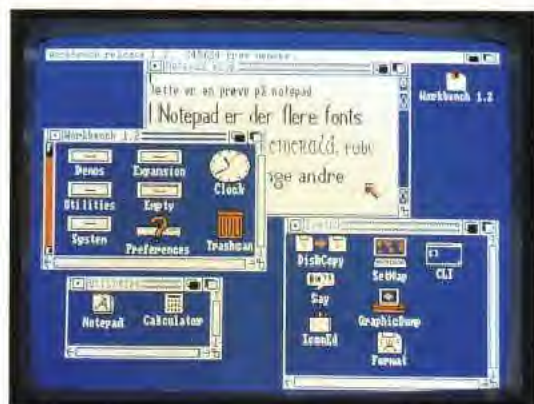 Workbench release 1.2. free memory
Notepad
Dette er en prøve på notepad
I Notepad er der flere fonts
emerald, ruby
nge andre
Workbench 1.2
Workbench 1.2
Demos
Expansion
Clock
Utilities
Empty
System
Preferences
Trashcan
Utilities
Notepad
Calculator
System
DiskCopy
SetMap
CLI
Say
GraphicDump
IconEd
Format